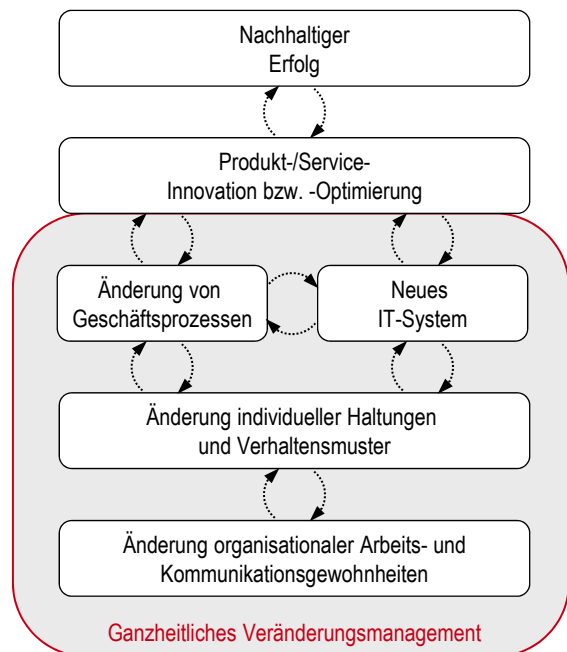 Nachhaltiger
Erfolg
Produkt-/Service-
Innovation bzw. -Optimierung
Änderung von
Geschäftsprozessen
Neues
IT-System
Änderung individueller Haltungen
und Verhaltensmuster
Änderung organisationaler Arbeits- und
Kommunikationsgewohnheiten
Ganzheitliches Veränderungsmanagement